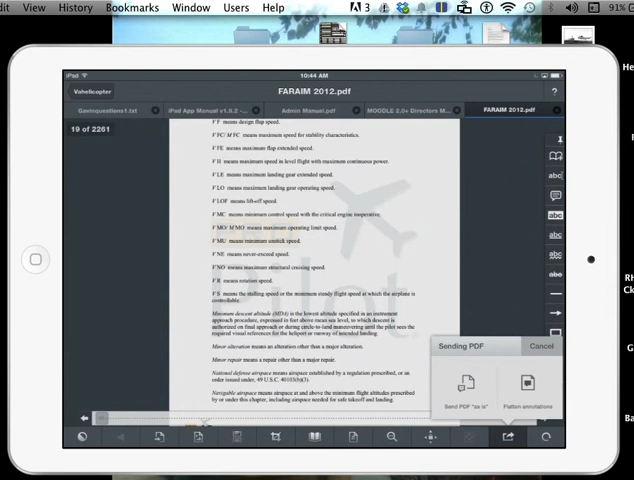 dit View History Bookmarks Window Users Help 3 91%
iPad 10:44 AM
Vahelicopter FARAIM 2012.pdf ?
Gavinquestions1.txt iPad App Manual v1.5.2 -... Admin Manual.pdf MOODLE 2.0+ Directors M... FARAIM 2012.pdf
19 of 2261
V F means design flap speed.
V FC/ M FC means maximum speed for stability characteristics.
V FE means maximum flap extended speed.
V H means maximum speed in level flight with maximum continuous power.
V LE means maximum landing gear extended speed.
V LO means maximum landing gear operating speed.
V LOF means lift-off speed.
V MC means minimum control speed with the critical engine inoperative.
V MO/ M MO means maximum operating limit speed.
V MU means minimum unstick speed.
V NE means never-exceed speed.
V NO means maximum structural cruising speed.
V R means rotation speed.
V S means the stalling speed or the minimum steady flight speed at which the airplane is
controllable.
Minimum descent altitude (MDA) is the lowest altitude specified in an instrument
approach procedure, expressed in feet above mean sea level, to which descent is
authorized on final approach or during circle-to-land maneuvering until the pilot sees the
required visual references for the heliport or runway of intended landing.
Minor alteration means an alteration other than a major alteration.
Minor repair means a repair other than a major repair.
National defense airspace means airspace established by a regulation prescribed, or an
order issued under, 49 U.S.C. 40103(b)(3).
Navigable airspace means airspace at and above the minimum flight altitudes prescribed
by or under this chapter, including airspace needed for safe takeoff and landing.
Pilot
abc
abc
abc
abc
abc
Sending PDF Cancel
Send PDF "as is" Flatten annotations
He
RI
Ck
G
Ba